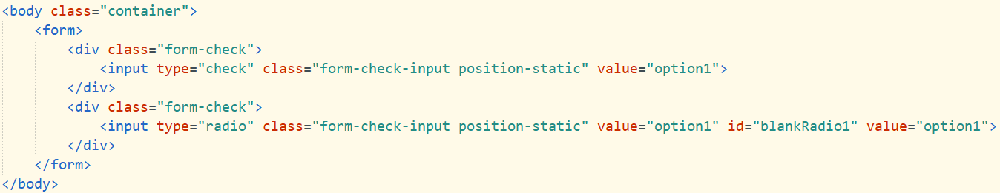 <body class="container">
    <form>
        <div class="form-check">
            <input type="check" class="form-check-input position-static" value="option1">
        </div>
        <div class="form-check">
            <input type="radio" class="form-check-input position-static" value="option1" id="blankRadio1" value="option1">
        </div>
    </form>
</body>